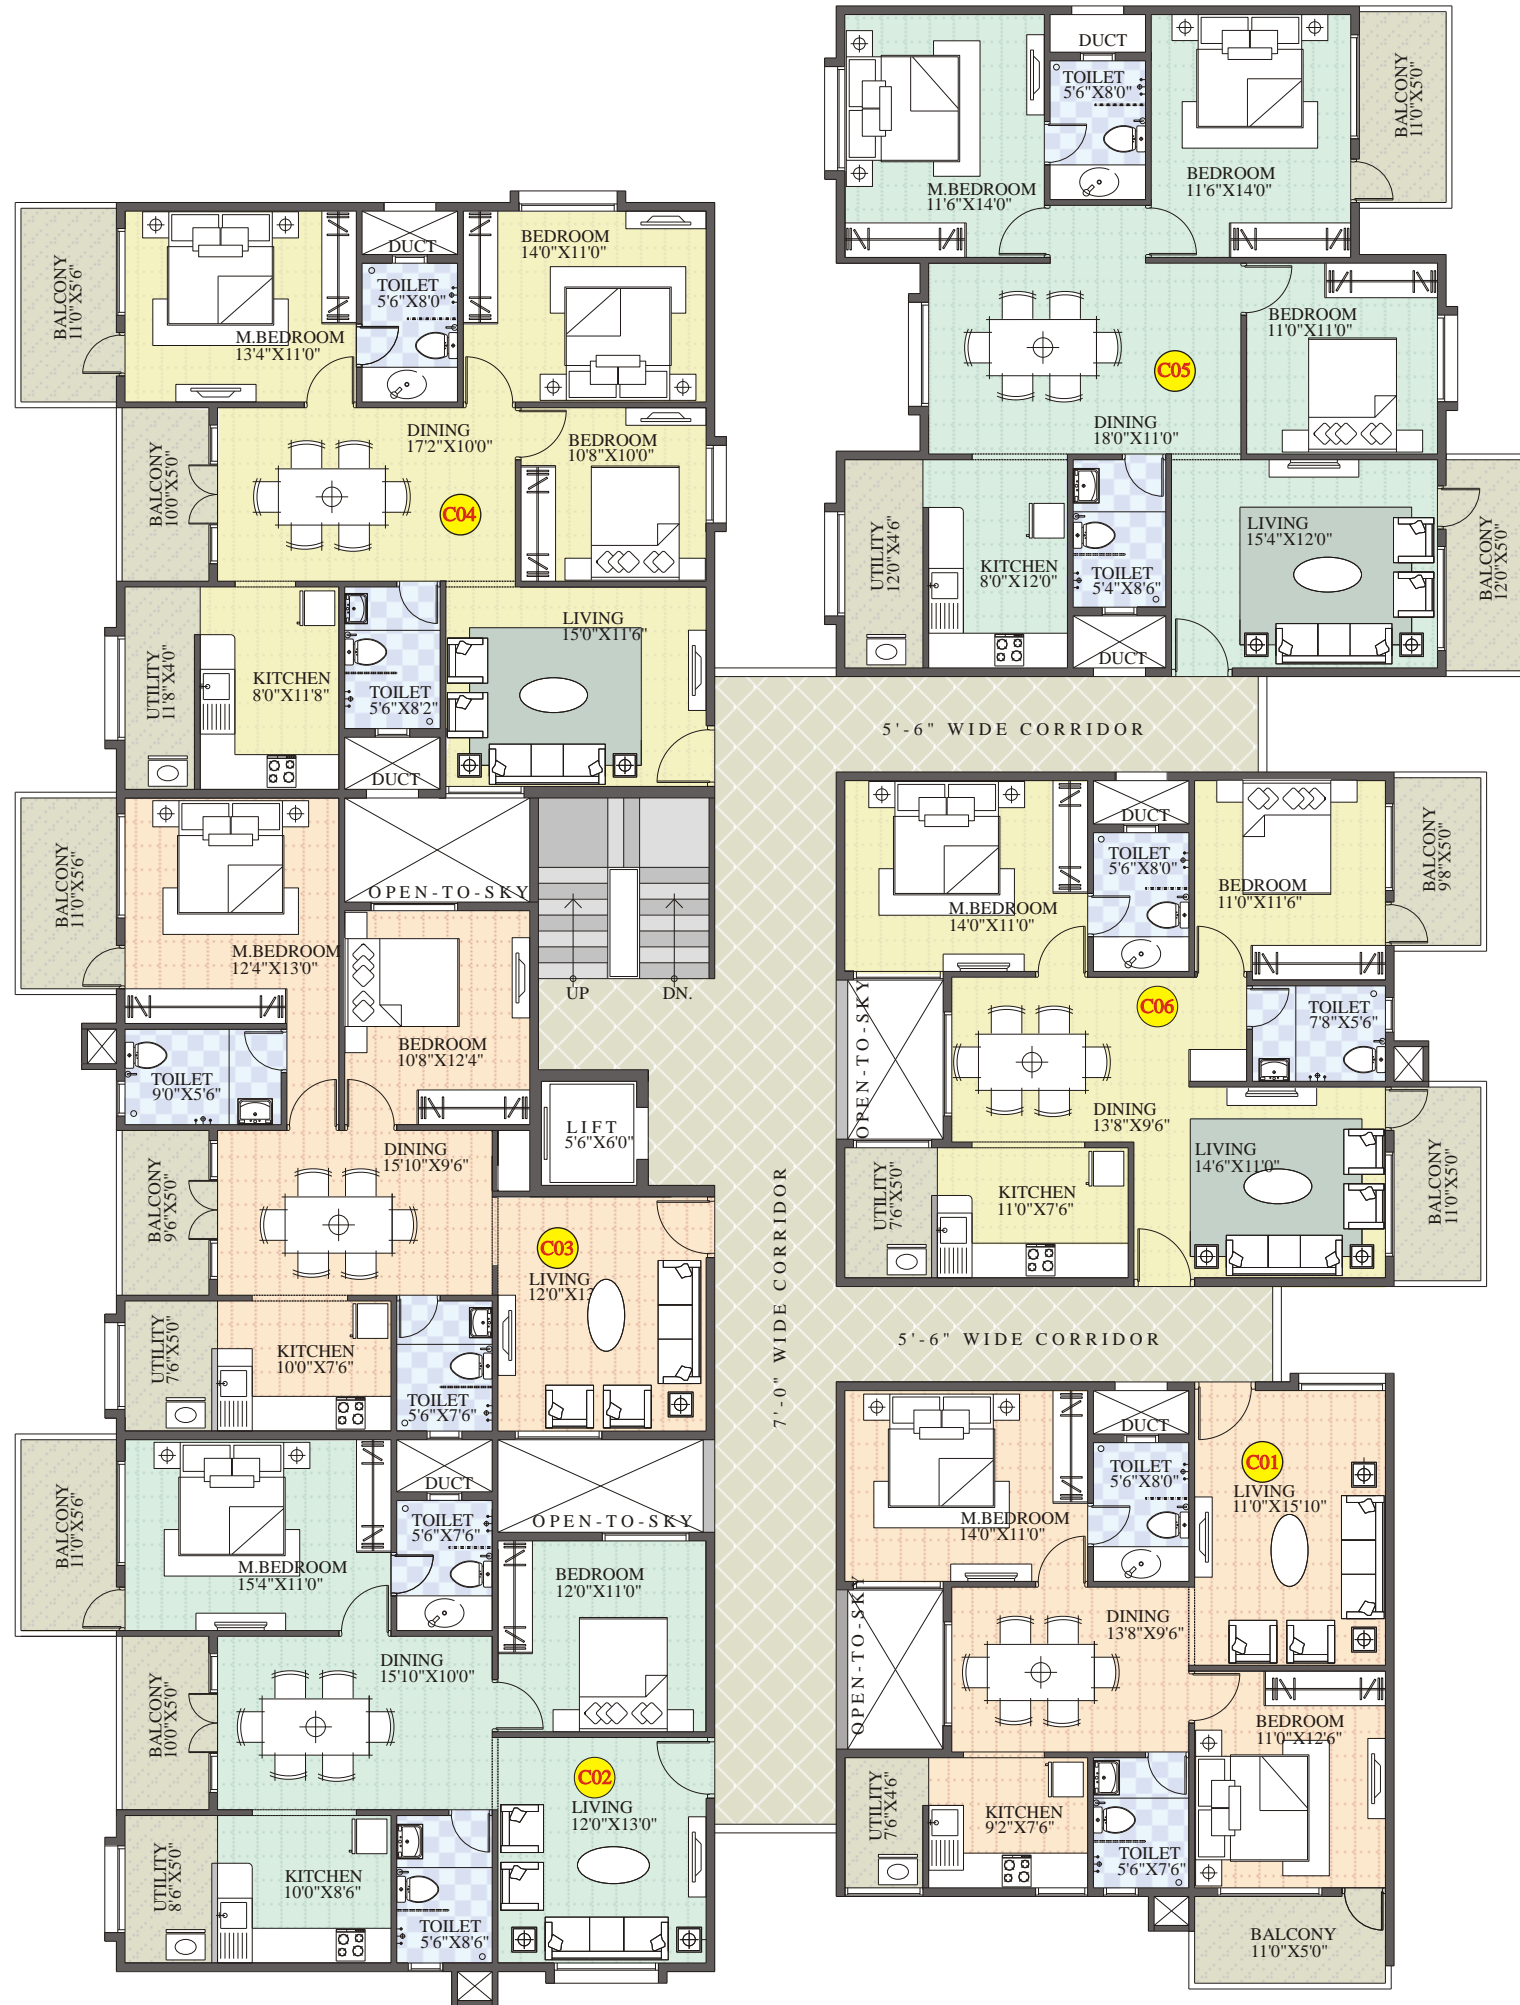 DUCT
TOILET
5'6"X8'0"
BALCONY
11'0"X5'0"
M.BEDROOM
11'6"X14'0"
BEDROOM
11'6"X14'0"
BEDROOM
11'0"X11'0"
C05
DINING
18'0"X11'0"
UTILITY
12'0"X4'6"
KITCHEN
8'0"X12'0"
TOILET
5'4"X8'6"
DUCT
LIVING
15'4"X12'0"
BALCONY
12'0"X5'0"
BALCONY
11'0"X5'6"
M.BEDROOM
13'4"X11'0"
DUCT
TOILET
5'6"X8'0"
BEDROOM
14'0"X11'0"
BALCONY
10'0"X5'0"
DINING
17'2"X10'0"
BEDROOM
10'8"X10'0"
C04
UTILITY
11'8"X4'0"
KITCHEN
8'0"X11'8"
TOILET
5'6"X8'2"
DUCT
LIVING
15'0"X11'6"
5'-6" WIDE CORRIDOR
BALCONY
11'0"X5'6"
M.BEDROOM
12'4"X13'0"
OPEN-TO-SKY
UP
DN.
BEDROOM
10'8"X12'4"
TOILET
9'0"X5'6"
LIFT
5'6"X6'0"
BALCONY
9'6"X5'0"
DINING
15'10"X9'6"
C03
LIVING
12'0"X13
UTILITY
7'6"X5'0"
KITCHEN
10'0"X7'6"
TOILET
5'6"X7'6"
7'-0" WIDE CORRIDOR
M.BEDROOM
14'0"X11'0"
DUCT
TOILET
5'6"X8'0"
BEDROOM
11'0"X11'6"
BALCONY
9'8"X5'0"
OPEN-TO-SKY
C06
TOILET
7'8"X5'6"
DINING
13'8"X9'6"
LIVING
14'6"X11'0"
BALCONY
11'0"X5'0"
UTILITY
7'6"X5'0"
KITCHEN
11'0"X7'6"
5'-6" WIDE CORRIDOR
BALCONY
11'0"X5'6"
M.BEDROOM
15'4"X11'0"
DUCT
TOILET
5'6"X7'6"
OPEN-TO-SKY
BEDROOM
12'0"X11'0"
BALCONY
10'0"X5'0"
DINING
15'10"X10'0"
C02
LIVING
12'0"X13'0"
UTILITY
8'6"X5'0"
KITCHEN
10'0"X8'6"
TOILET
5'6"X8'6"
M.BEDROOM
14'0"X11'0"
DUCT
TOILET
5'6"X8'0"
C01
LIVING
11'0"X15'10"
OPEN-TO-SKY
DINING
13'8"X9'6"
BEDROOM
11'0"X12'6"
UTILITY
7'6"X4'6"
KITCHEN
9'2"X7'6"
TOILET
5'6"X7'6"
BALCONY
11'0"X5'0"